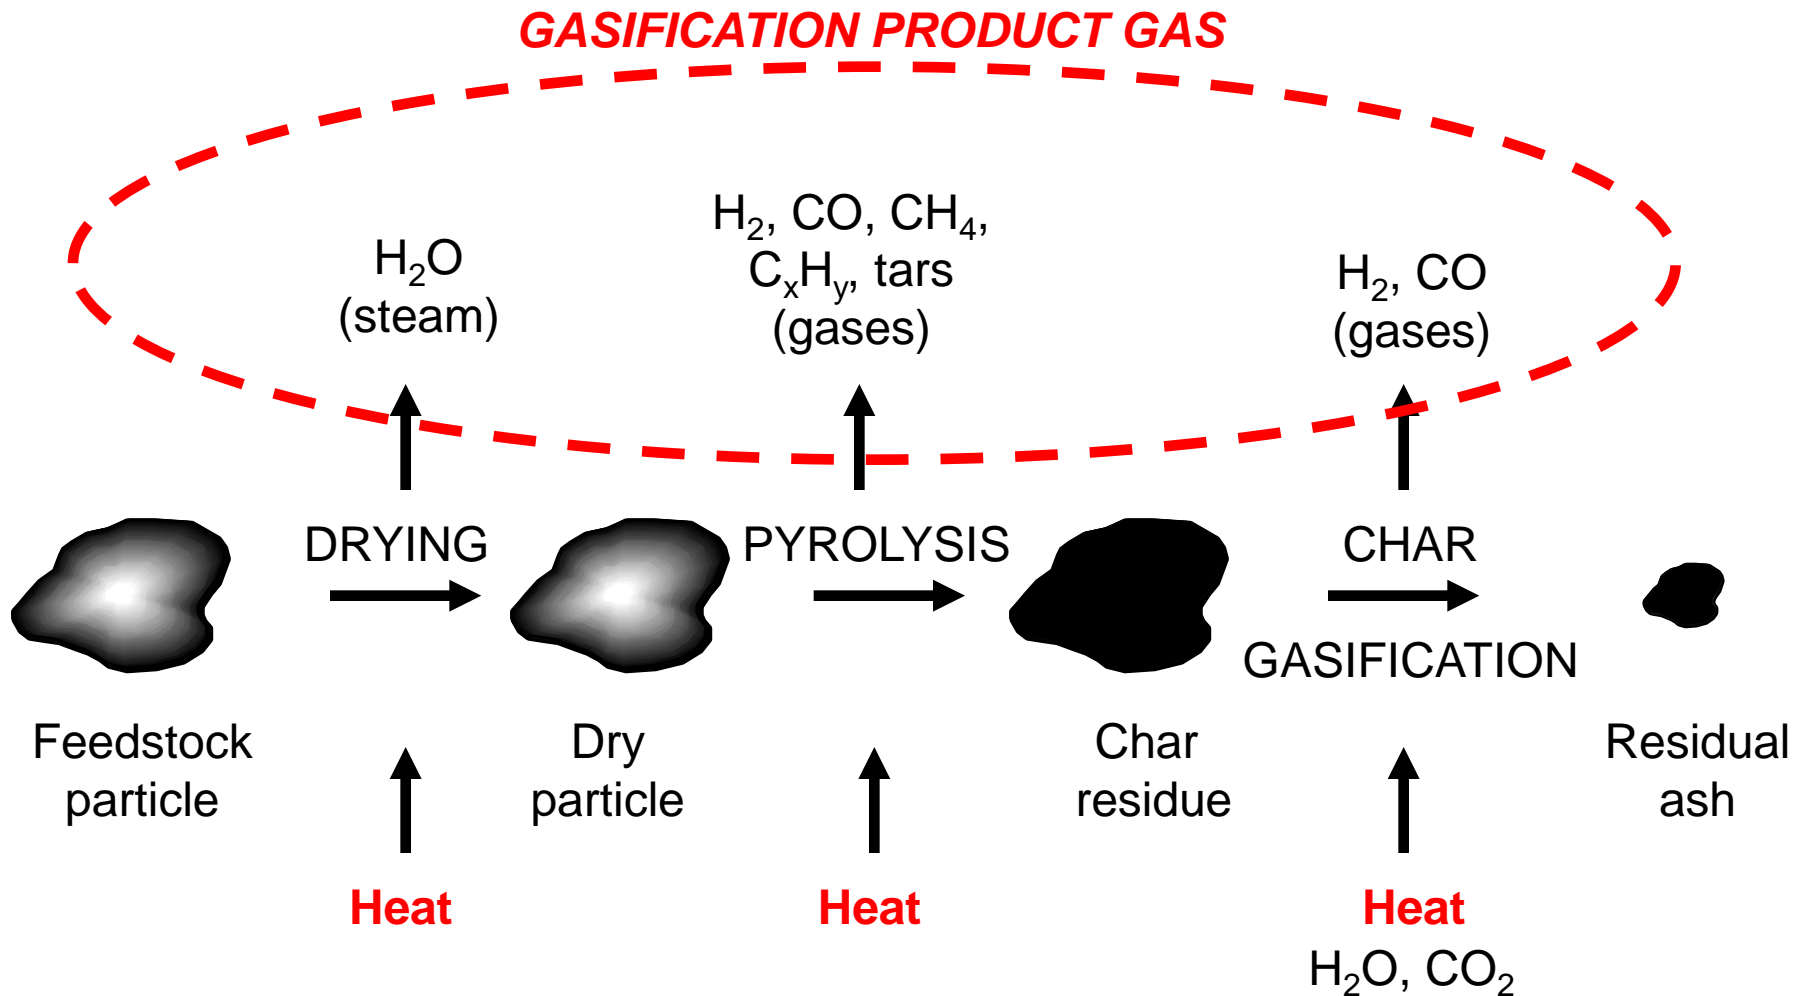 GASIFICATION PRODUCT GAS
H₂O
(steam)
H₂, CO, CH₄,
CₓHᵧ, tars
(gases)
H₂, CO
(gases)
DRYING
PYROLYSIS
CHAR
GASIFICATION
Feedstock
particle
Dry
particle
Char
residue
Residual
ash
Heat
Heat
Heat
H₂O, CO₂